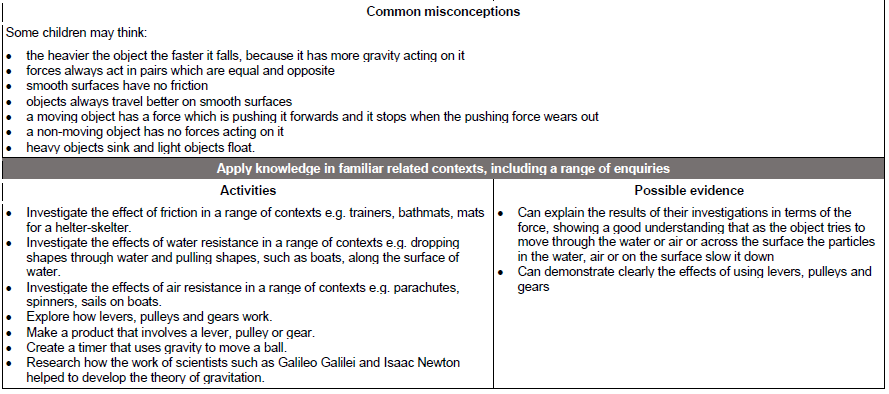 Common misconceptions
Some children may think:
• the heavier the object the faster it falls, because it has more gravity acting on it
• forces always act in pairs which are equal and opposite
• smooth surfaces have no friction
• objects always travel better on smooth surfaces
• a moving object has a force which is pushing it forwards and it stops when the pushing force wears out
• a non-moving object has no forces acting on it
• heavy objects sink and light objects float.
Apply knowledge in familiar related contexts, including a range of enquiries
Activities
• Investigate the effect of friction in a range of contexts e.g. trainers, bathmats, mats
for a helter-skelter.
• Investigate the effects of water resistance in a range of contexts e.g. dropping
shapes through water and pulling shapes, such as boats, along the surface of
water.
• Investigate the effects of air resistance in a range of contexts e.g. parachutes,
spinners, sails on boats.
• Explore how levers, pulleys and gears work.
• Make a product that involves a lever, pulley or gear.
• Create a timer that uses gravity to move a ball.
• Research how the work of scientists such as Galileo Galilei and Isaac Newton
helped to develop the theory of gravitation.
Possible evidence
• Can explain the results of their investigations in terms of the
force, showing a good understanding that as the object tries to
move through the water or air or across the surface the particles
in the water, air or on the surface slow it down
• Can demonstrate clearly the effects of using levers, pulleys and
gears